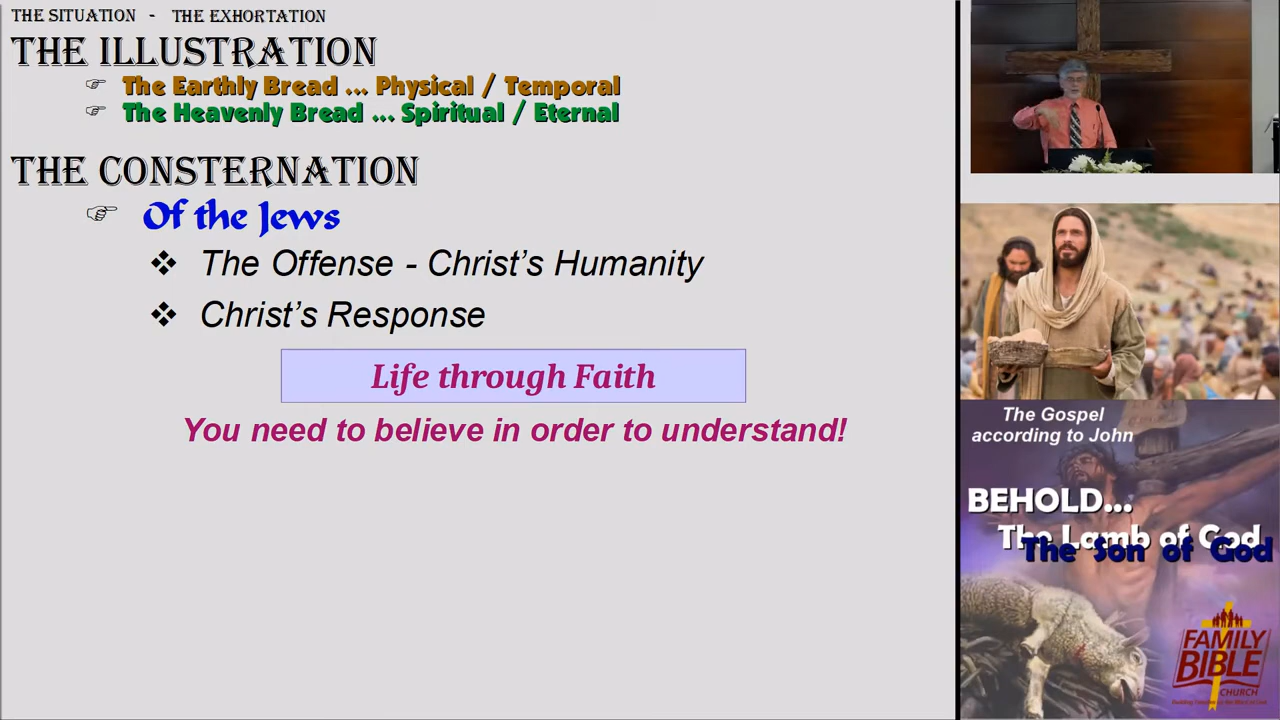 THE SITUATION - THE EXHORTATION
THE ILLUSTRATION
☞ The Earthly Bread ... Physical / Temporal
☞ The Heavenly Bread ... Spiritual / Eternal
THE CONSTERNATION
☞ Of the Jews
❖ The Offense - Christ's Humanity
❖ Christ's Response
Life through Faith
You need to believe in order to understand!
The Gospel
according to John
BEHOLD...
The Lamb of God
The Son of God
FAMILY
BIBLE
CHURCH